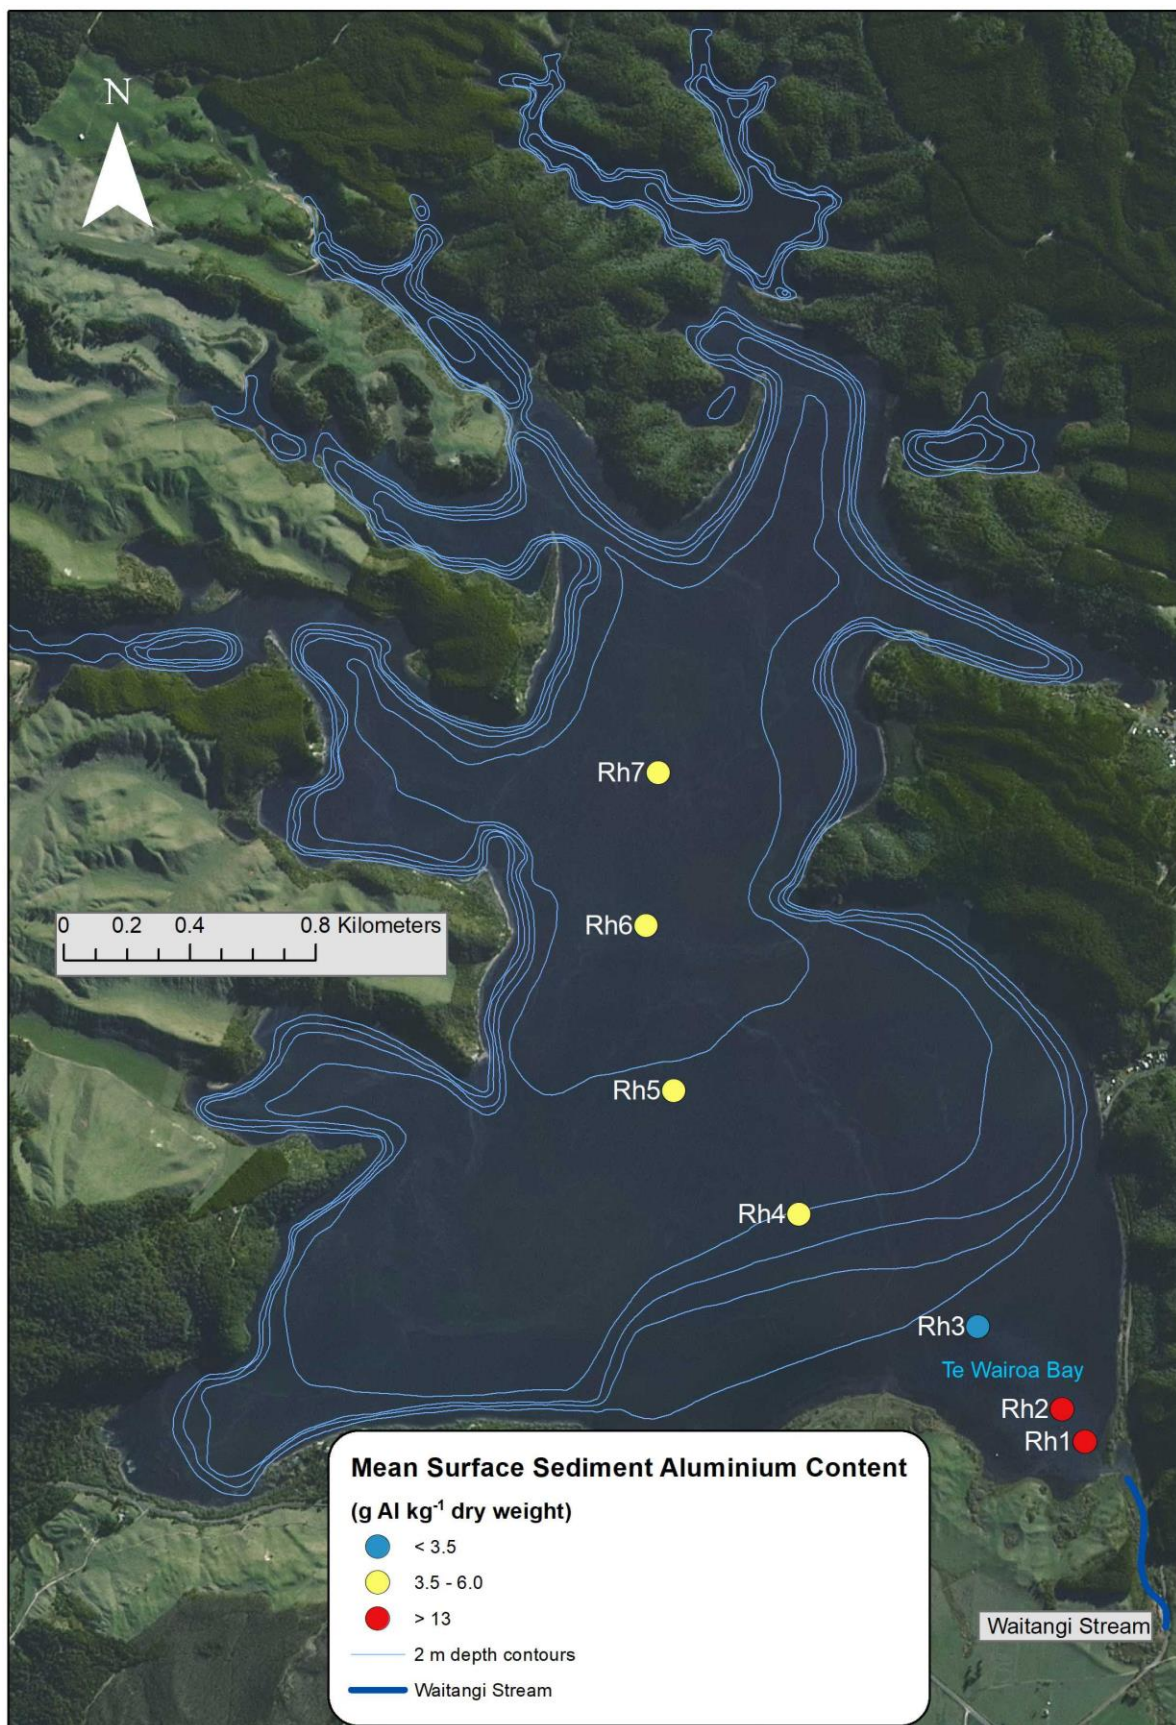 N
Rh7
0 0.2 0.4 0.8 Kilometers
Rh6
Rh5
Rh4
Rh3
Te Wairoa Bay
Rh2
Rh1
Mean Surface Sediment Aluminium Content
(g Al kg⁻¹ dry weight)
< 3.5
3.5 - 6.0
> 13
2 m depth contours
Waitangi Stream
Waitangi Stream